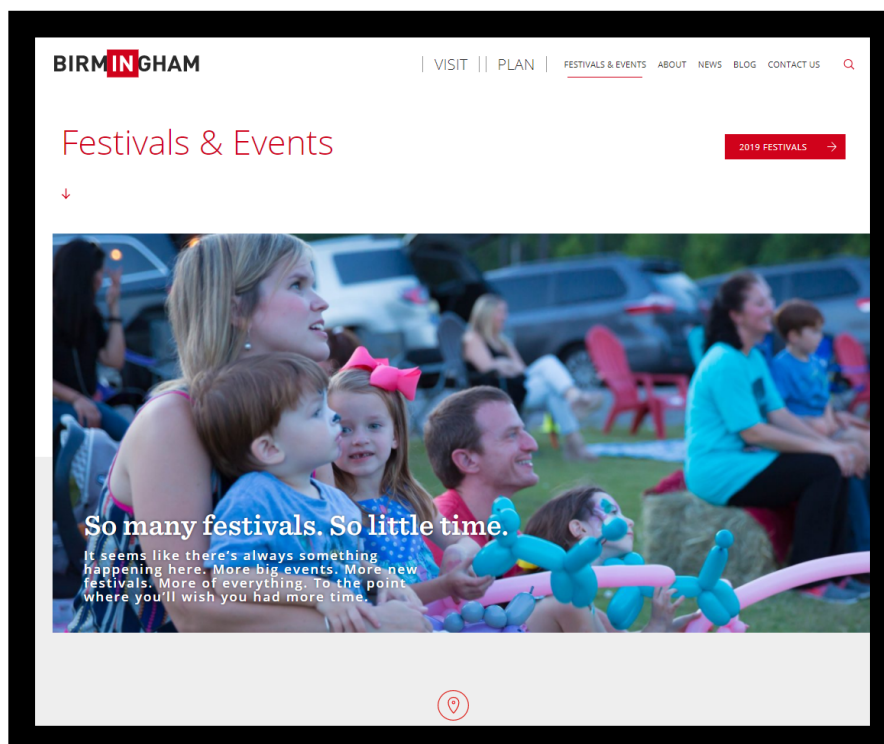 BIRMINGHAM
VISIT PLAN FESTIVALS & EVENTS ABOUT NEWS BLOG CONTACT US
Festivals & Events
2019 FESTIVALS
So many festivals. So little time.
It seems like there's always something
happening here. More big events. More new
festivals. More of everything. To the point
where you'll wish you had more time.